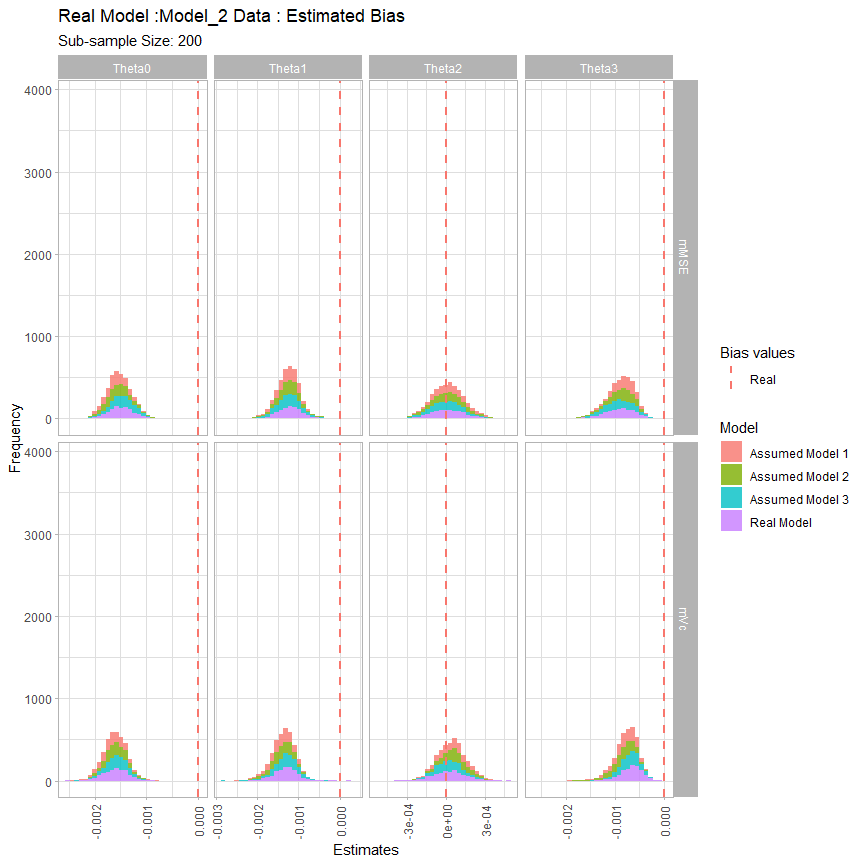 Real Model :Model_2 Data : Estimated Bias
Sub-sample Size: 200
Theta0 Theta1 Theta2 Theta3
Frequency
4000
3000
2000
1000
0
mMSE
4000
3000
2000
1000
0
mVc
-0.002 -0.001 0.000 -0.003 -0.002 -0.001 0.000 -3e-04 0e+00 3e-04 -0.002 -0.001 0.000
Estimates
Bias values
Real
Model
Assumed Model 1
Assumed Model 2
Assumed Model 3
Real Model